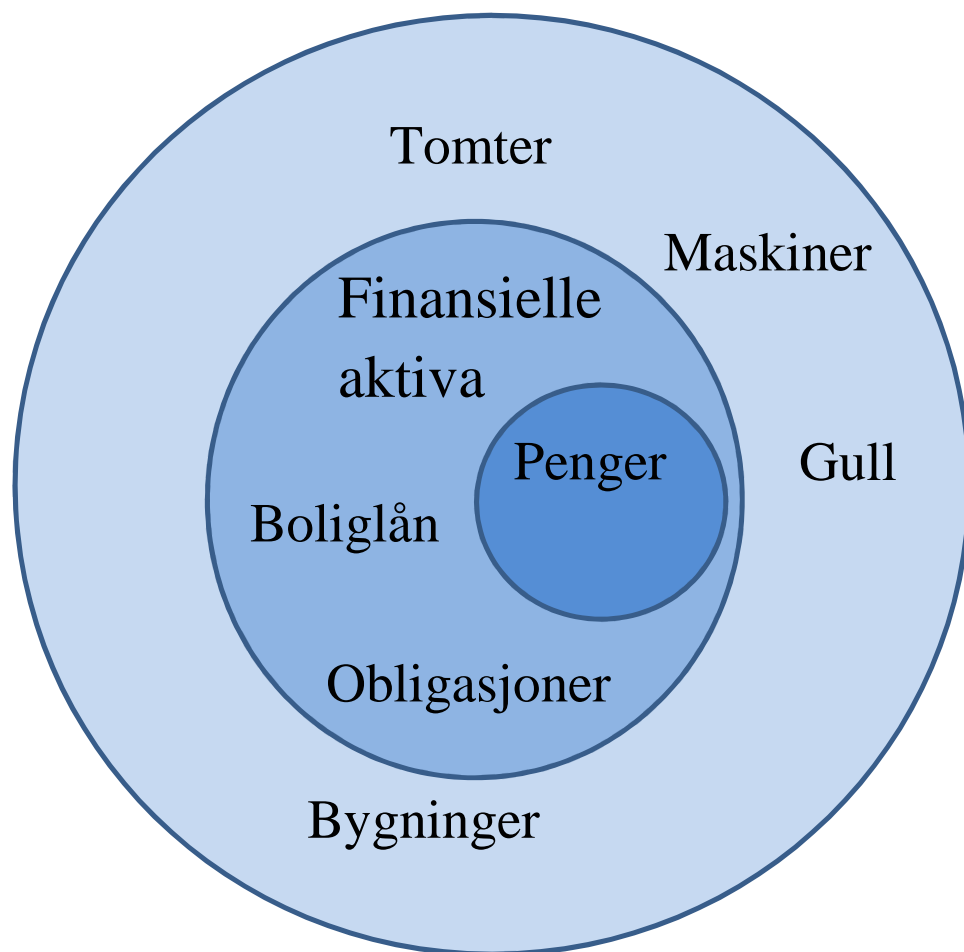 Tomter
Maskiner
Finansielle
aktiva
Penger
Gull
Boliglån
Obligasjoner
Bygninger